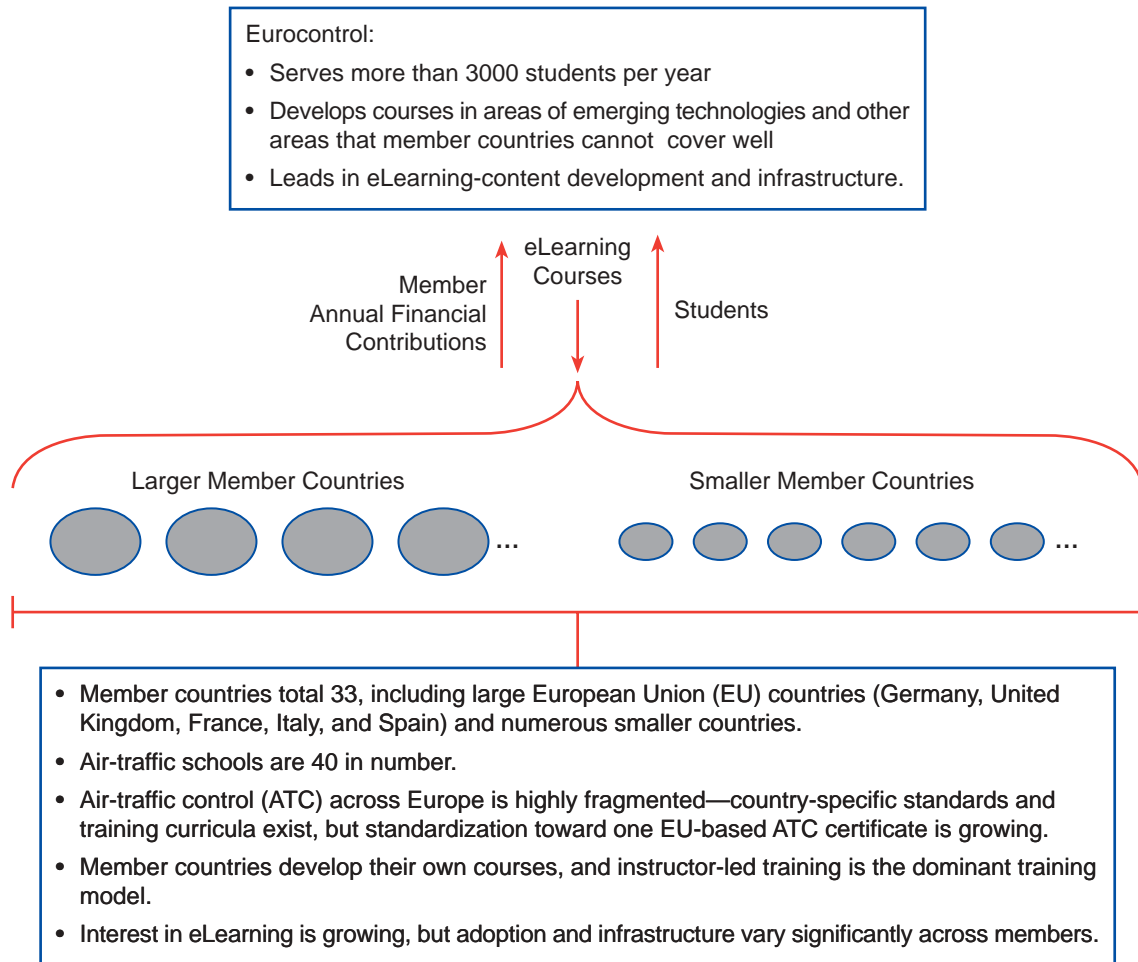 Eurocontrol:
• Serves more than 3000 students per year
• Develops courses in areas of emerging technologies and other
areas that member countries cannot cover well
• Leads in eLearning-content development and infrastructure.
Member
Annual Financial
Contributions
eLearning
Courses
Students
Larger Member Countries
Smaller Member Countries
...
...
• Member countries total 33, including large European Union (EU) countries (Germany, United
Kingdom, France, Italy, and Spain) and numerous smaller countries.
• Air-traffic schools are 40 in number.
• Air-traffic control (ATC) across Europe is highly fragmented—country-specific standards and
training curricula exist, but standardization toward one EU-based ATC certificate is growing.
• Member countries develop their own courses, and instructor-led training is the dominant training
model.
• Interest in eLearning is growing, but adoption and infrastructure vary significantly across members.